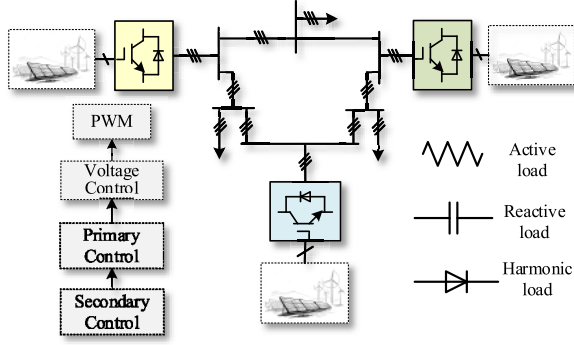 PWM
Voltage
Control
Primary
Control
Secondary
Control
Active
load
Reactive
load
Harmonic
load